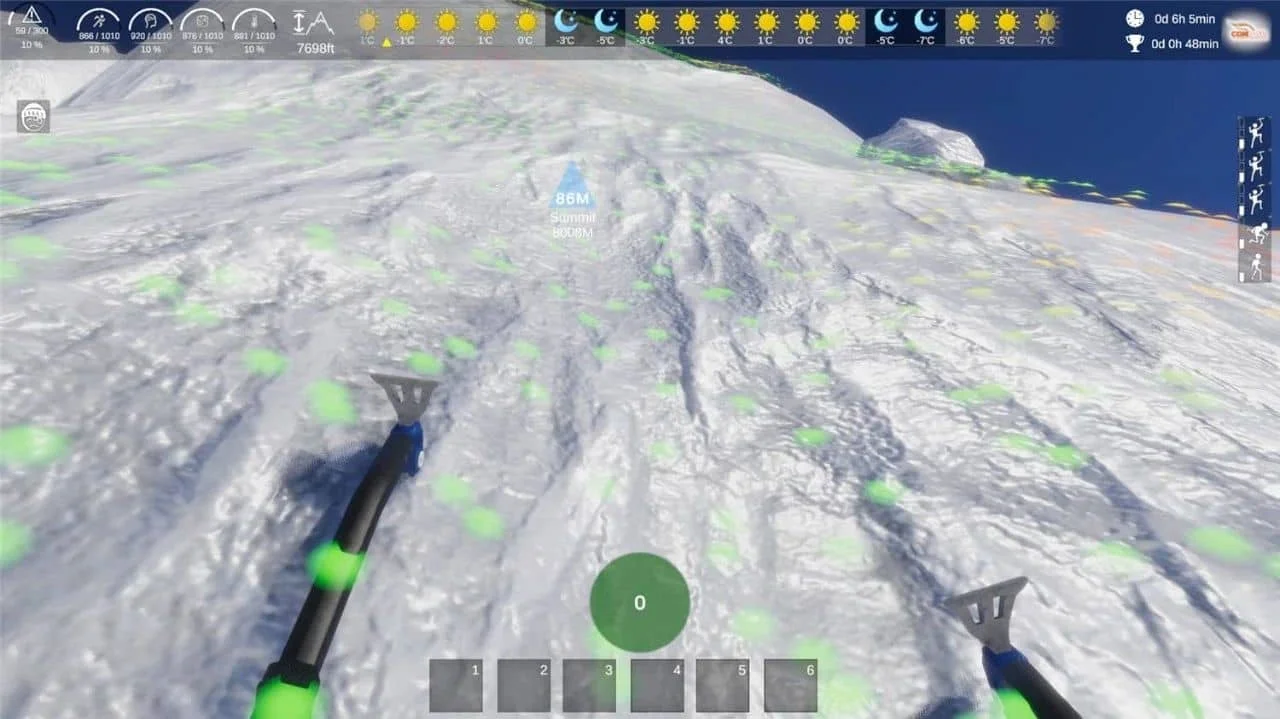 59 / 300
10 %
866 / 1010
10 %
920 / 1010
10 %
876 / 1010
10 %
881 / 1010
10 %
7698ft
1°C -1°C -2°C 1°C 0°C -3°C -5°C -3°C -1°C 4°C 1°C 0°C 0°C -5°C -7°C -6°C -5°C -7°C
0d 6h 5min
0d 0h 48min
86M
Summit
8008M
0
1 2 3 4 5 6